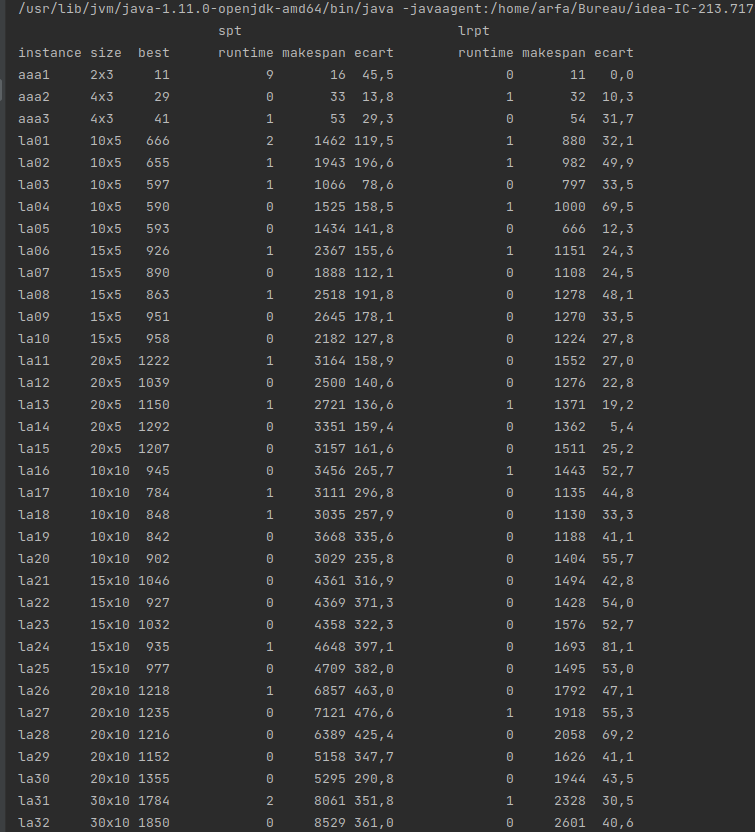 /usr/lib/jvm/java-1.11.0-openjdk-amd64/bin/java -javaagent:/home/arfa/Bureau/idea-IC-213.717
                         spt                           lrpt
instance size  best      runtime makespan ecart        runtime makespan ecart
aaa1     2x3     11            9       16  45,5              0       11   0,0
aaa2     4x3     29            0       33  13,8              1       32  10,3
aaa3     4x3     41            1       53  29,3              0       54  31,7
la01     10x5   666            2     1462 119,5              1      880  32,1
la02     10x5   655            1     1943 196,6              1      982  49,9
la03     10x5   597            1     1066  78,6              0      797  33,5
la04     10x5   590            0     1525 158,5              1     1000  69,5
la05     10x5   593            0     1434 141,8              0      666  12,3
la06     15x5   926            1     2367 155,6              1     1151  24,3
la07     15x5   890            0     1888 112,1              0     1108  24,5
la08     15x5   863            1     2518 191,8              0     1278  48,1
la09     15x5   951            0     2645 178,1              0     1270  33,5
la10     15x5   958            0     2182 127,8              0     1224  27,8
la11     20x5  1222            1     3164 158,9              0     1552  27,0
la12     20x5  1039            0     2500 140,6              0     1276  22,8
la13     20x5  1150            1     2721 136,6              1     1371  19,2
la14     20x5  1292            0     3351 159,4              0     1362   5,4
la15     20x5  1207            0     3157 161,6              0     1511  25,2
la16     10x10  945            0     3456 265,7              1     1443  52,7
la17     10x10  784            1     3111 296,8              0     1135  44,8
la18     10x10  848            1     3035 257,9              0     1130  33,3
la19     10x10  842            0     3668 335,6              0     1188  41,1
la20     10x10  902            0     3029 235,8              0     1404  55,7
la21     15x10 1046            0     4361 316,9              0     1494  42,8
la22     15x10  927            0     4369 371,3              0     1428  54,0
la23     15x10 1032            0     4358 322,3              0     1576  52,7
la24     15x10  935            1     4648 397,1              0     1693  81,1
la25     15x10  977            0     4709 382,0              0     1495  53,0
la26     20x10 1218            1     6857 463,0              0     1792  47,1
la27     20x10 1235            0     7121 476,6              1     1918  55,3
la28     20x10 1216            0     6389 425,4              0     2058  69,2
la29     20x10 1152            0     5158 347,7              0     1626  41,1
la30     20x10 1355            0     5295 290,8              0     1944  43,5
la31     30x10 1784            2     8061 351,8              1     2328  30,5
la32     30x10 1850            0     8529 361,0              0     2601  40,6